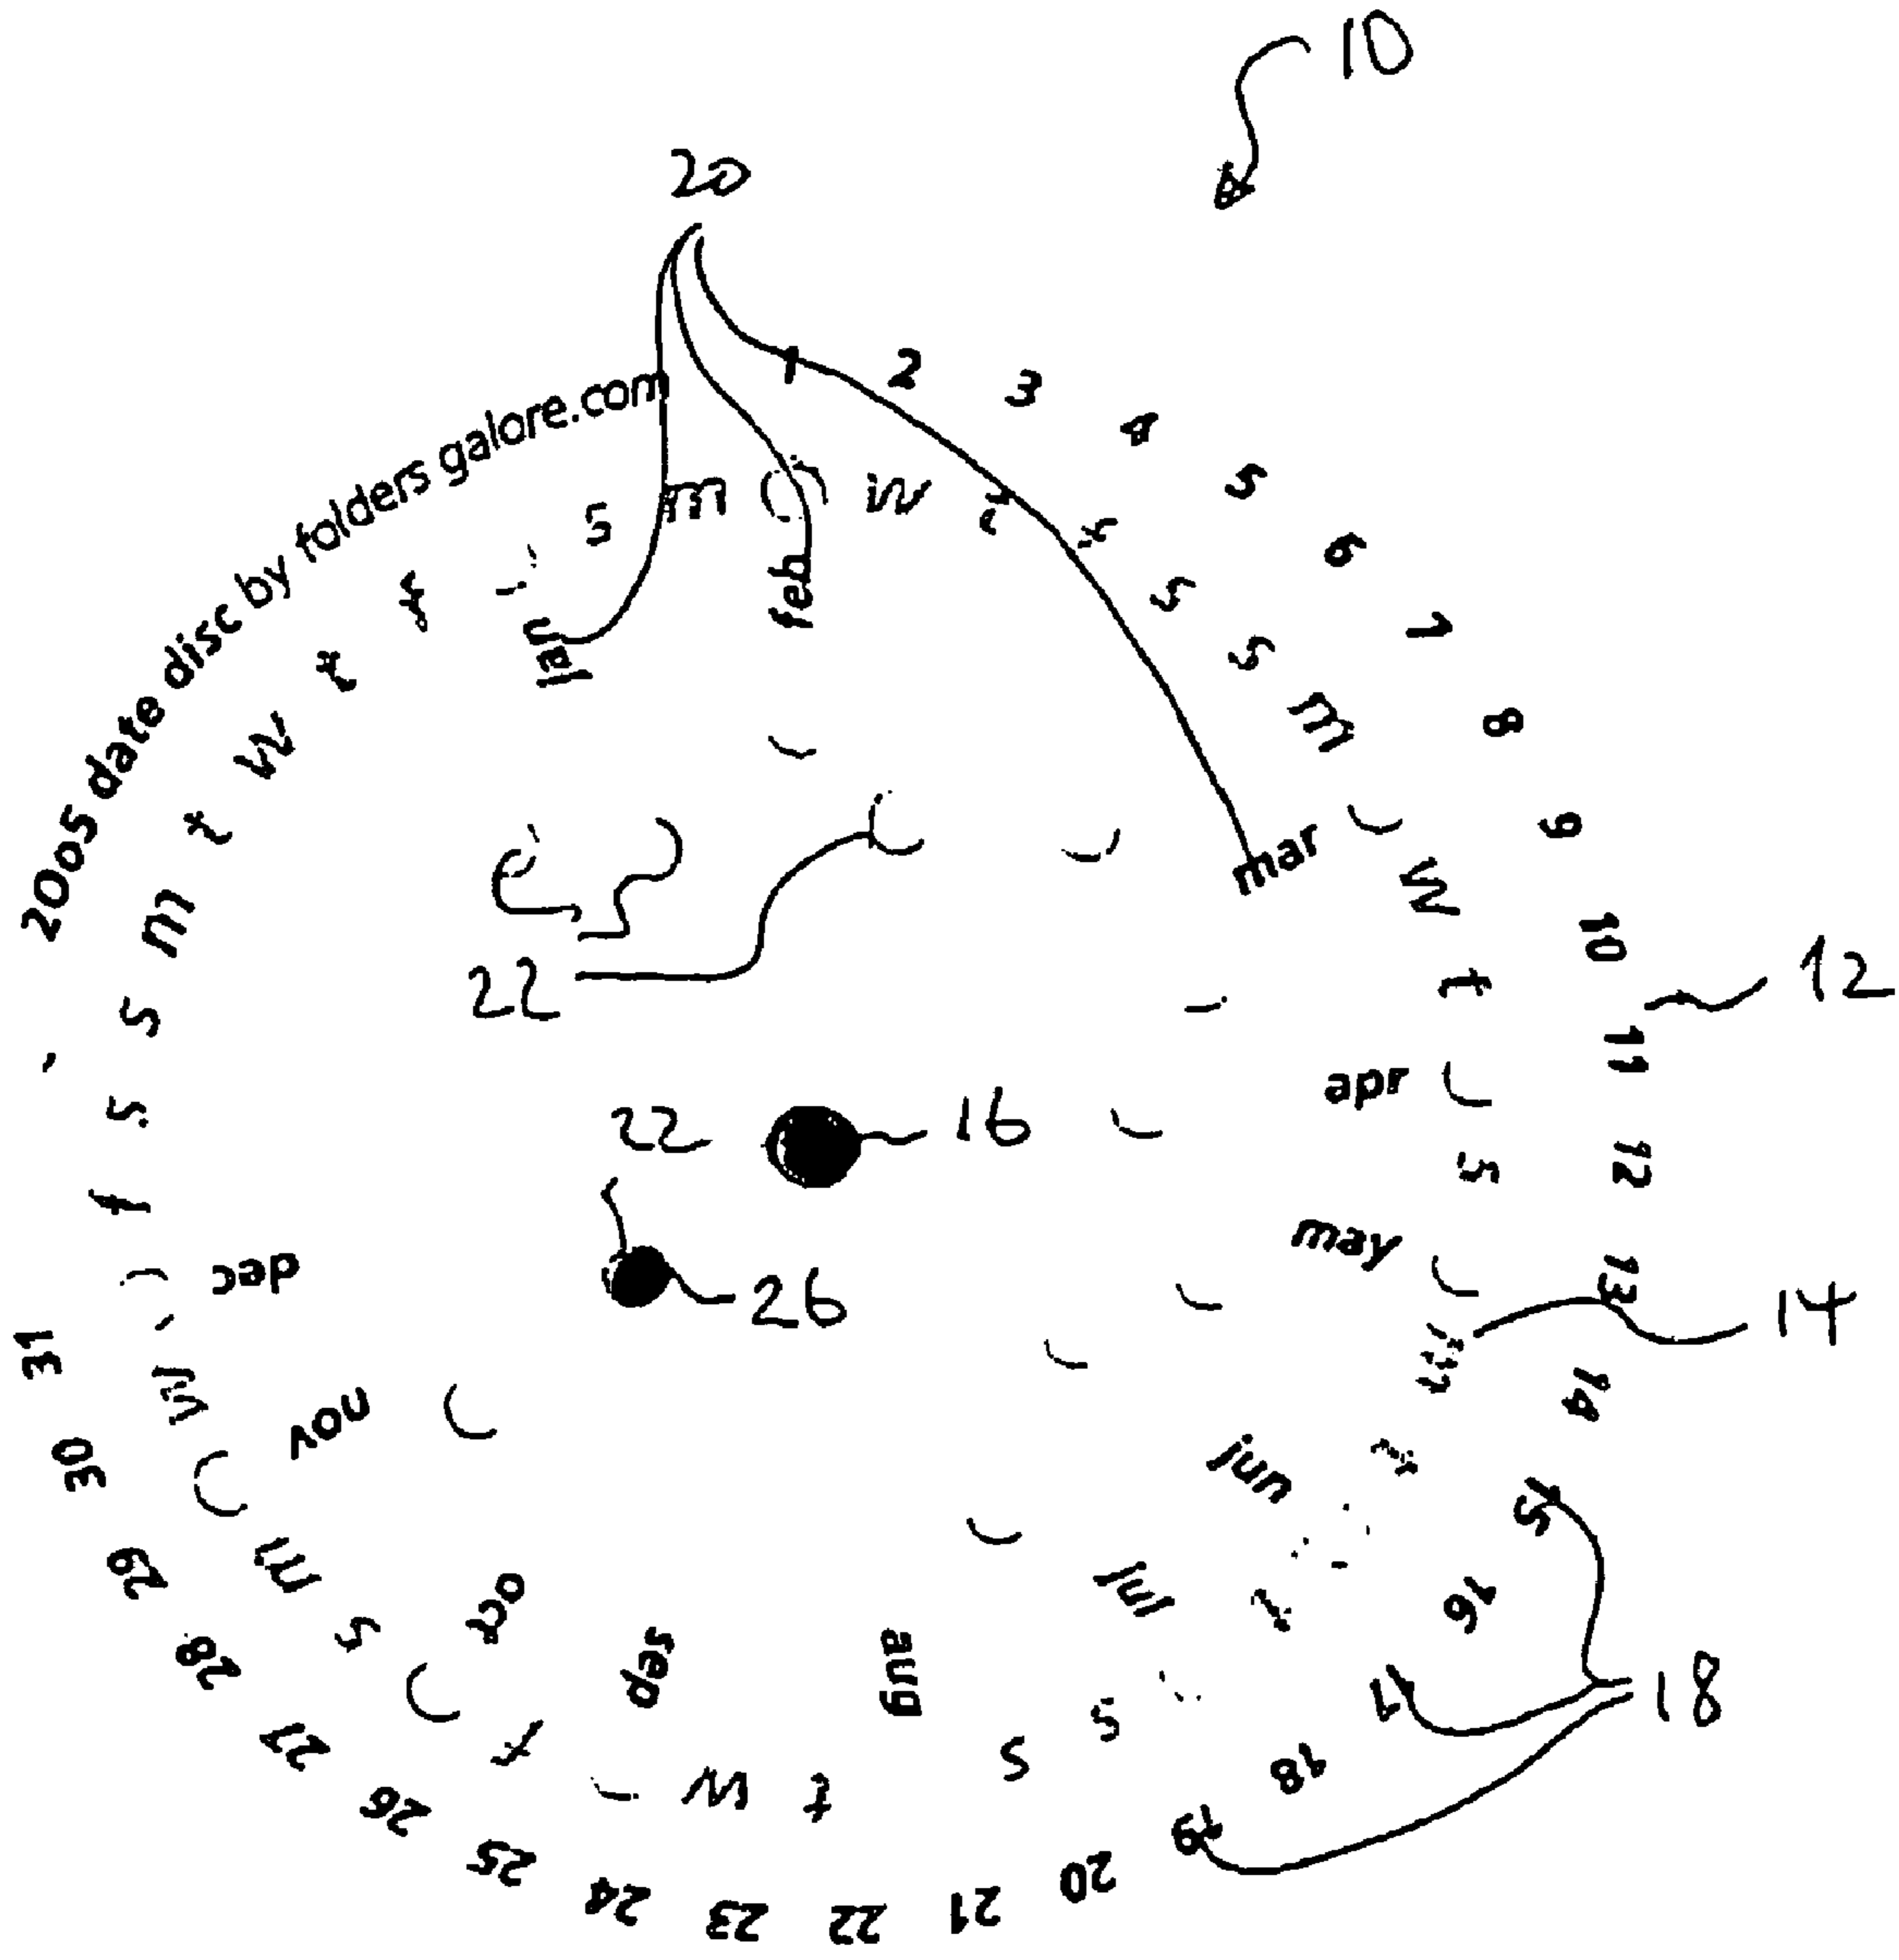 10
20
2005 date disc by folders galore.com
1 2 3 4 5 6 7 8 9 10 11 12 13 14 15 16 17 18 19 20 21 22 23 24 25 26 27 28 29 30 31
s m w t f s s m w t s
s s t w t s m
f s s m t w t f
jan feb mar apr may jun jul aug sep oct nov dec
22
12
22
16
26
14
18